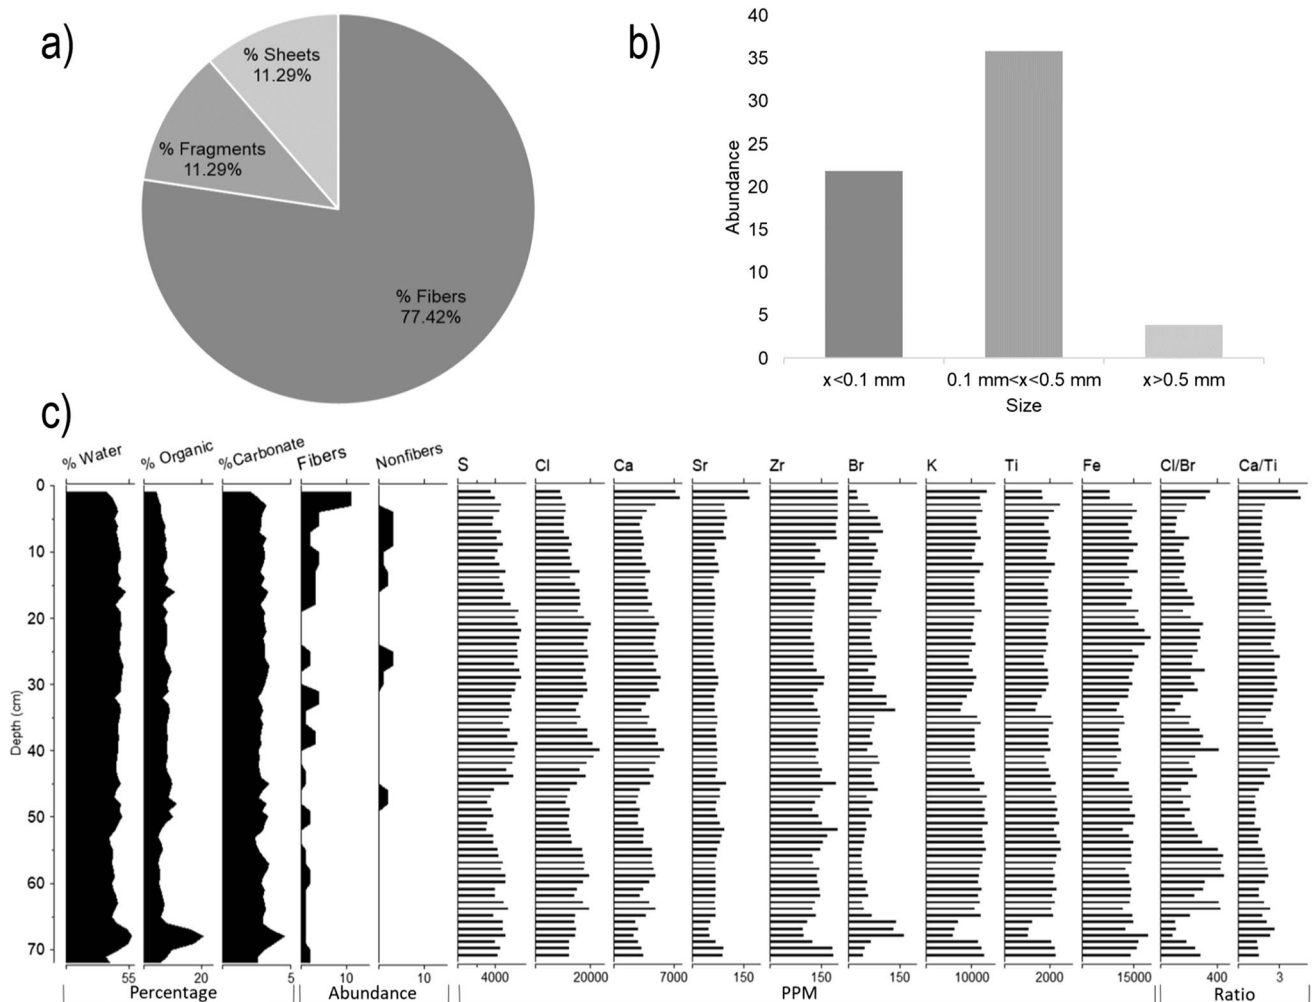 a)
% Sheets
11.29%
% Fragments
11.29%
% Fibers
77.42%
b)
Abundance
40
35
30
25
20
15
10
5
0
x<0.1 mm 0.1 mm<x<0.5 mm x>0.5 mm
Size
c)
% Water % Organic %Carbonate Fibers Nonfibers S Cl Ca Sr Zr Br K Ti Fe Cl/Br Ca/Ti
Depth (cm)
0
10
20
30
40
50
60
70
55 20 5 10 10 4000 20000 7000 150 150 150 10000 2000 15000 400 3
Percentage Abundance PPM Ratio